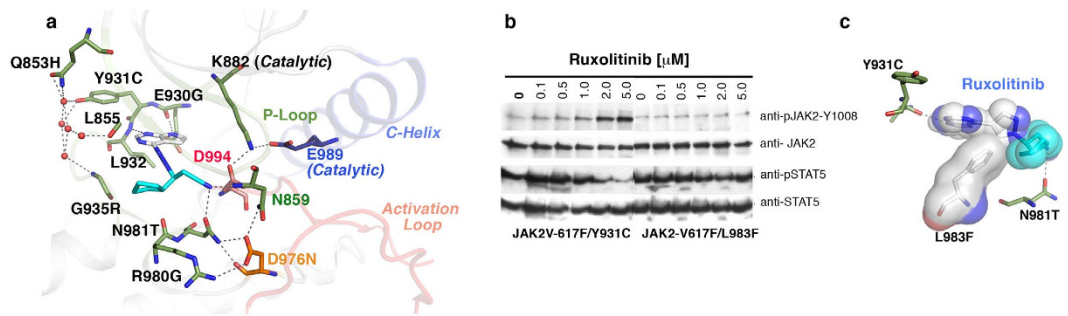 a
Q853H
Y931C
L855
E930G
K882 (Catalytic)
P-Loop
C-Helix
L932
D994
E989
(Catalytic)
G935R
N859
N981T
Activation
Loop
R980G
D976N
b
Ruxolitinib [μM]
0 0.1 0.5 1.0 2.0 5.0 0 0.1 0.5 1.0 2.0 5.0
anti-pJAK2-Y1008
anti- JAK2
anti-pSTAT5
anti-STAT5
JAK2V-617F/Y931C JAK2-V617F/L983F
c
Y931C
Ruxolitinib
N981T
L983F